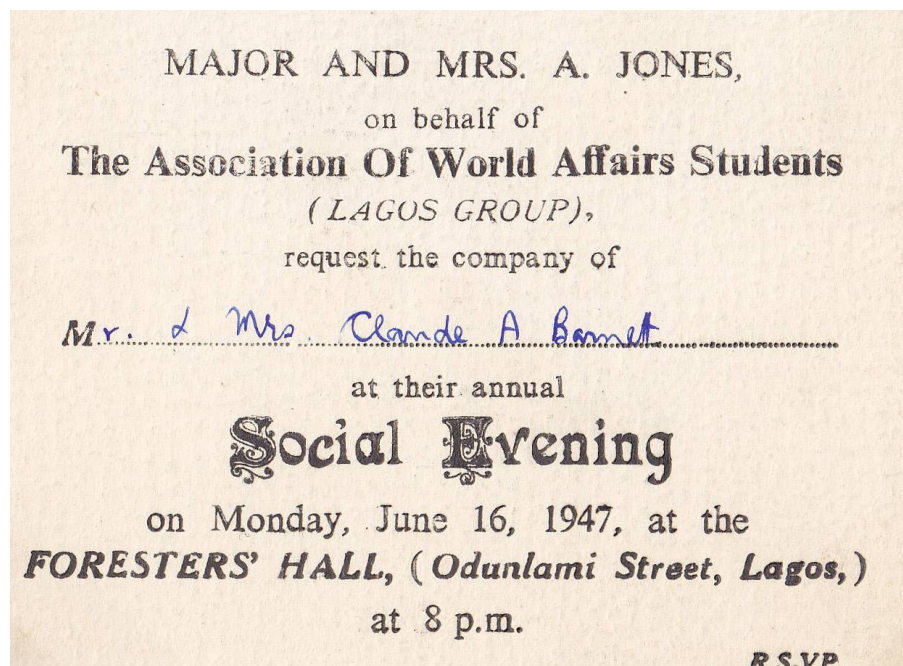 MAJOR AND MRS. A. JONES,
on behalf of
The Association Of World Affairs Students
(LAGOS GROUP),
request the company of
Mr. & Mrs. Claude A Barnett
at their annual
Social Evening
on Monday, June 16, 1947, at the
FORESTERS' HALL, (Odunlami Street, Lagos,)
at 8 p.m.
R.S.V.P.